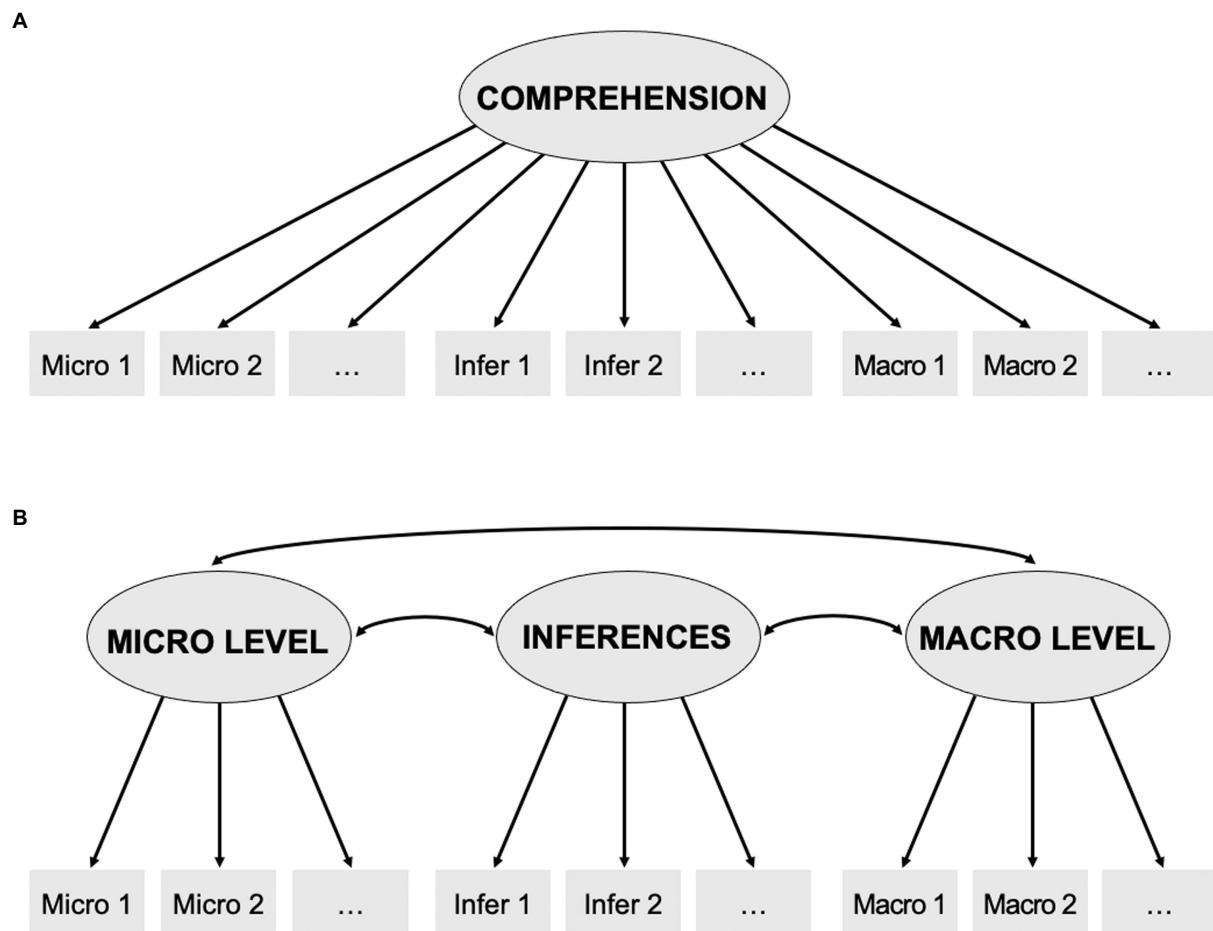 A
COMPREHENSION
Micro 1 Micro 2 … Infer 1 Infer 2 … Macro 1 Macro 2 …
B
MICRO LEVEL INFERENCES MACRO LEVEL
Micro 1 Micro 2 … Infer 1 Infer 2 … Macro 1 Macro 2 …